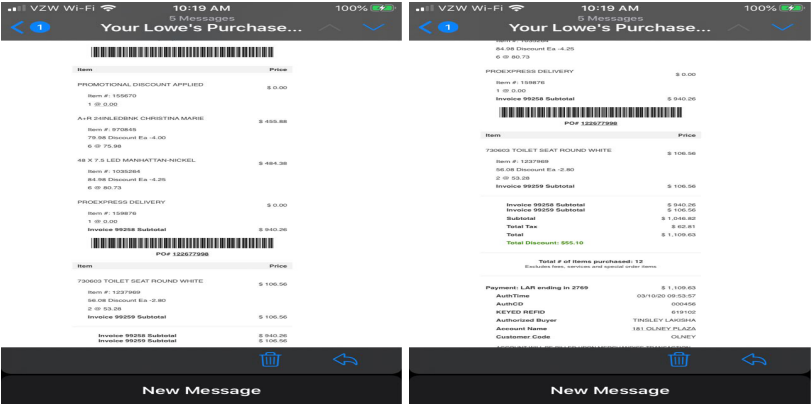 VZW Wi-Fi 10:19 AM 100%
5 Messages
1 Your Lowe's Purchase...
Item Price
PROMOTIONAL DISCOUNT APPLIED $ 0.00
Item #: 155670
1 @ 0.00
A+R 24INLEDBNK CHRISTINA MARIE $ 455.88
Item #: 970845
79.98 Discount Ea -4.00
6 @ 75.98
48 X 7.5 LED MANHATTAN-NICKEL $ 484.38
Item #: 1035264
84.98 Discount Ea -4.25
6 @ 80.73
PROEXPRESS DELIVERY $ 0.00
Item #: 159876
1 @ 0.00
Invoice 99258 Subtotal $ 940.26
PO# 122677998
Item Price
730603 TOILET SEAT ROUND WHITE $ 106.56
Item #: 1237969
56.08 Discount Ea -2.80
2 @ 53.28
Invoice 99259 Subtotal $ 106.56
Invoice 99258 Subtotal $ 940.26
Invoice 99259 Subtotal $ 106.56
New Message
VZW Wi-Fi 10:19 AM 100%
5 Messages
1 Your Lowe's Purchase...
Item #: 1035264
84.98 Discount Ea -4.25
6 @ 80.73
PROEXPRESS DELIVERY $ 0.00
Item #: 159876
1 @ 0.00
Invoice 99258 Subtotal $ 940.26
PO# 122677998
Item Price
730603 TOILET SEAT ROUND WHITE $ 106.56
Item #: 1237969
56.08 Discount Ea -2.80
2 @ 53.28
Invoice 99259 Subtotal $ 106.56
Invoice 99258 Subtotal $ 940.26
Invoice 99259 Subtotal $ 106.56
Subtotal $ 1,046.82
Total Tax $ 62.81
Total $ 1,109.63
Total Discount: $55.10
Total # of items purchased: 12
Excludes fees, services and special order items
Payment: LAR ending in 2769 $ 1,109.63
AuthTime 03/10/20 09:53:57
AuthCD 000456
KEYED REFID 619102
Authorized Buyer TINSLEY LAKISHA
Account Name 181 OLNEY PLAZA
Customer Code OLNEY
New Message